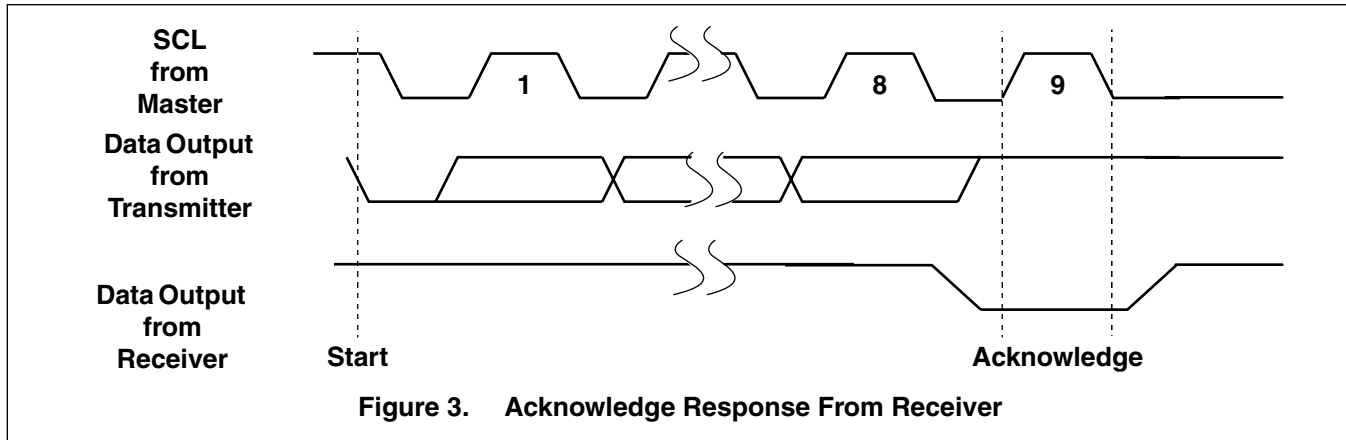 SCL
from
Master
1
8
9
Data Output
from
Transmitter
Data Output
from
Receiver
Start
Acknowledge
Figure 3. Acknowledge Response From Receiver